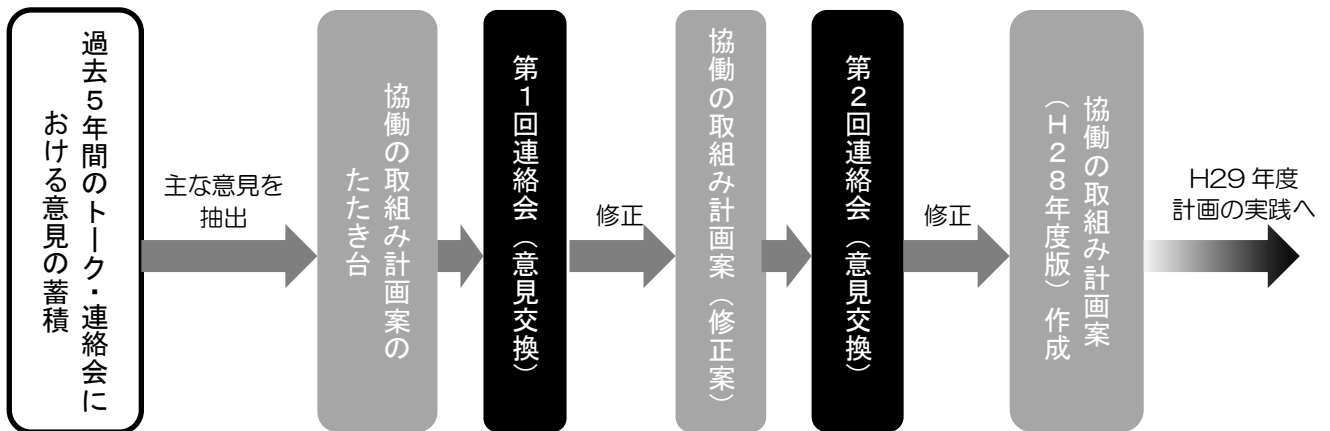 過去5年間のトーク・連絡会に
おける意見の蓄積
主な意見を
抽出
協働の取組み計画案の
たたき台
第1回連絡会（意見交換）
修正
協働の取組み計画案（修正案）
第2回連絡会（意見交換）
修正
協働の取組み計画案
（H28年度版）作成
H29年度
計画の実践へ